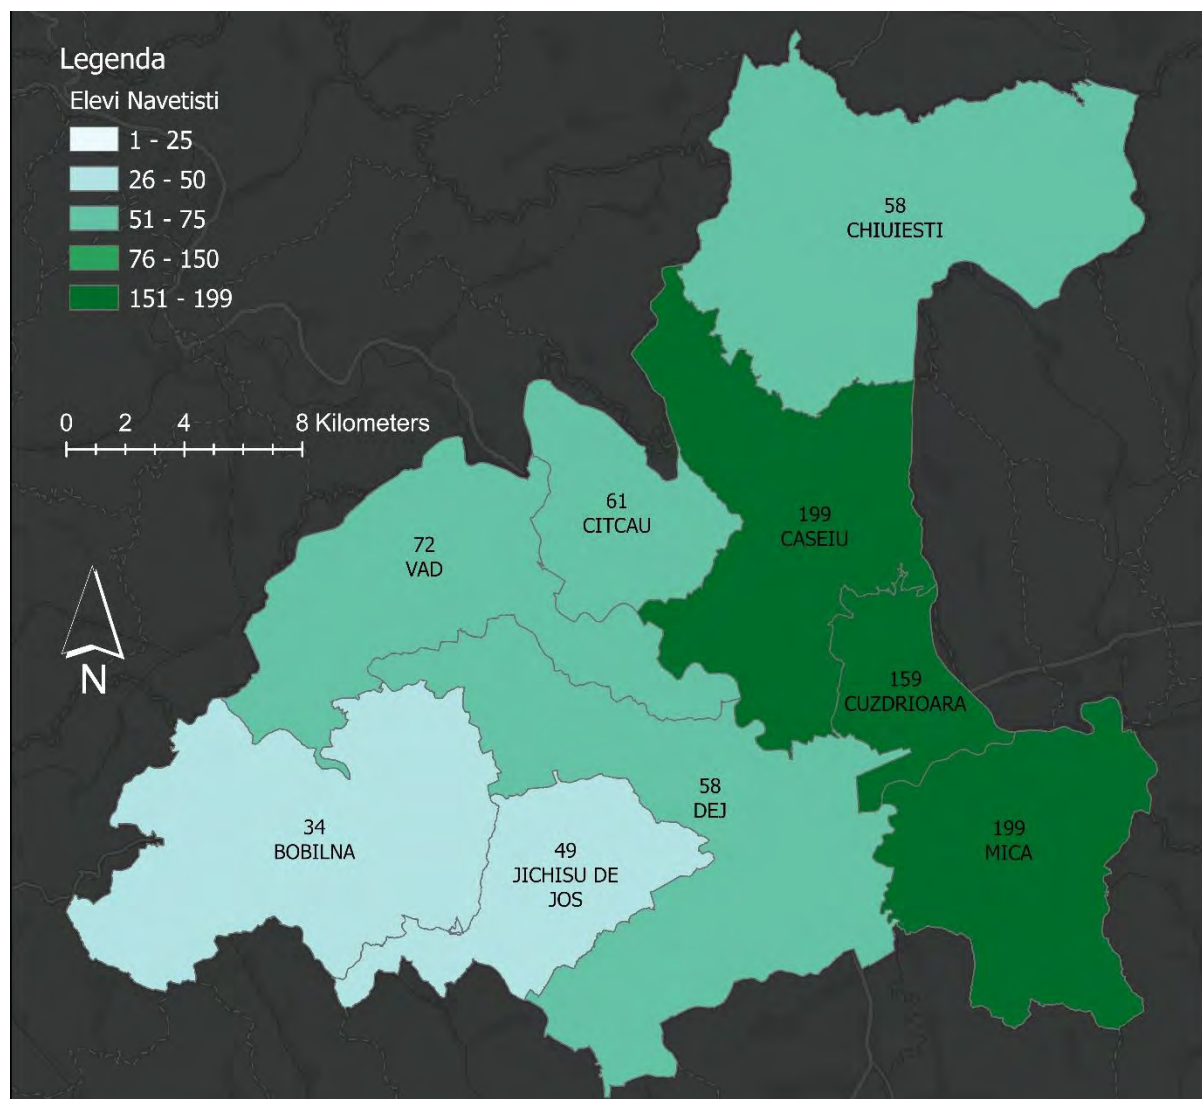 Legenda
Elevi Navetisti
1 - 25
26 - 50
51 - 75
76 - 150
151 - 199
0 2 4 8 Kilometers
N
58
CHIUIESTI
61
CITCAU
199
CASEIU
72
VAD
159
CUZDRIOARA
58
DEJ
34
BOBILNA
49
JICHISU DE
JOS
199
MICA